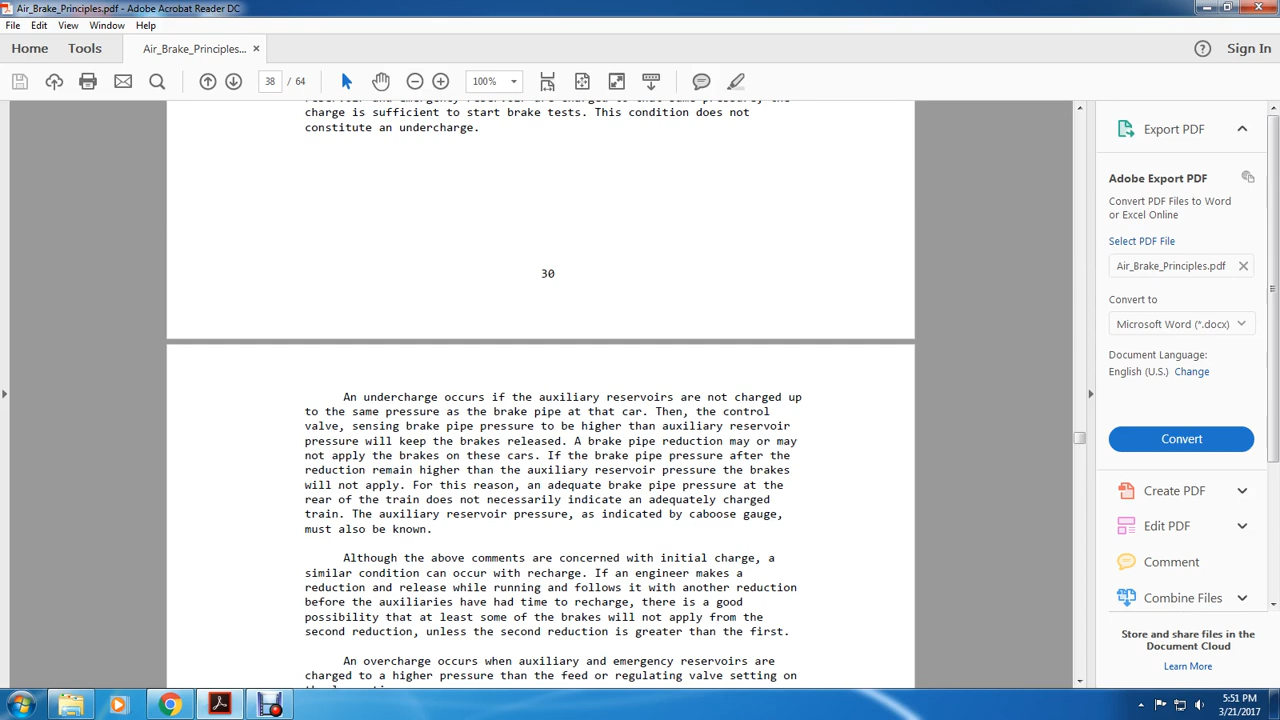 Air_Brake_Principles.pdf - Adobe Acrobat Reader DC
File Edit View Window Help
Home Tools Air_Brake_Principles... × Sign In
38 / 64 100%
reservoir and emergency reservoir are charged to that same pressure, the
charge is sufficient to start brake tests. This condition does not
constitute an undercharge.
30
An undercharge occurs if the auxiliary reservoirs are not charged up
to the same pressure as the brake pipe at that car. Then, the control
valve, sensing brake pipe pressure to be higher than auxiliary reservoir
pressure will keep the brakes released. A brake pipe reduction may or may
not apply the brakes on these cars. If the brake pipe pressure after the
reduction remain higher than the auxiliary reservoir pressure the brakes
will not apply. For this reason, an adequate brake pipe pressure at the
rear of the train does not necessarily indicate an adequately charged
train. The auxiliary reservoir pressure, as indicated by caboose gauge,
must also be known.
Although the above comments are concerned with initial charge, a
similar condition can occur with recharge. If an engineer makes a
reduction and release while running and follows it with another reduction
before the auxiliaries have had time to recharge, there is a good
possibility that at least some of the brakes will not apply from the
second reduction, unless the second reduction is greater than the first.
An overcharge occurs when auxiliary and emergency reservoirs are
charged to a higher pressure than the feed or regulating valve setting on
Export PDF
Adobe Export PDF
Convert PDF Files to Word
or Excel Online
Select PDF File
Air_Brake_Principles.pdf
Convert to
Microsoft Word (*.docx)
Document Language:
English (U.S.) Change
Convert
Create PDF
Edit PDF
Comment
Combine Files
Store and share files in the
Document Cloud
Learn More
5:51 PM
3/21/2017